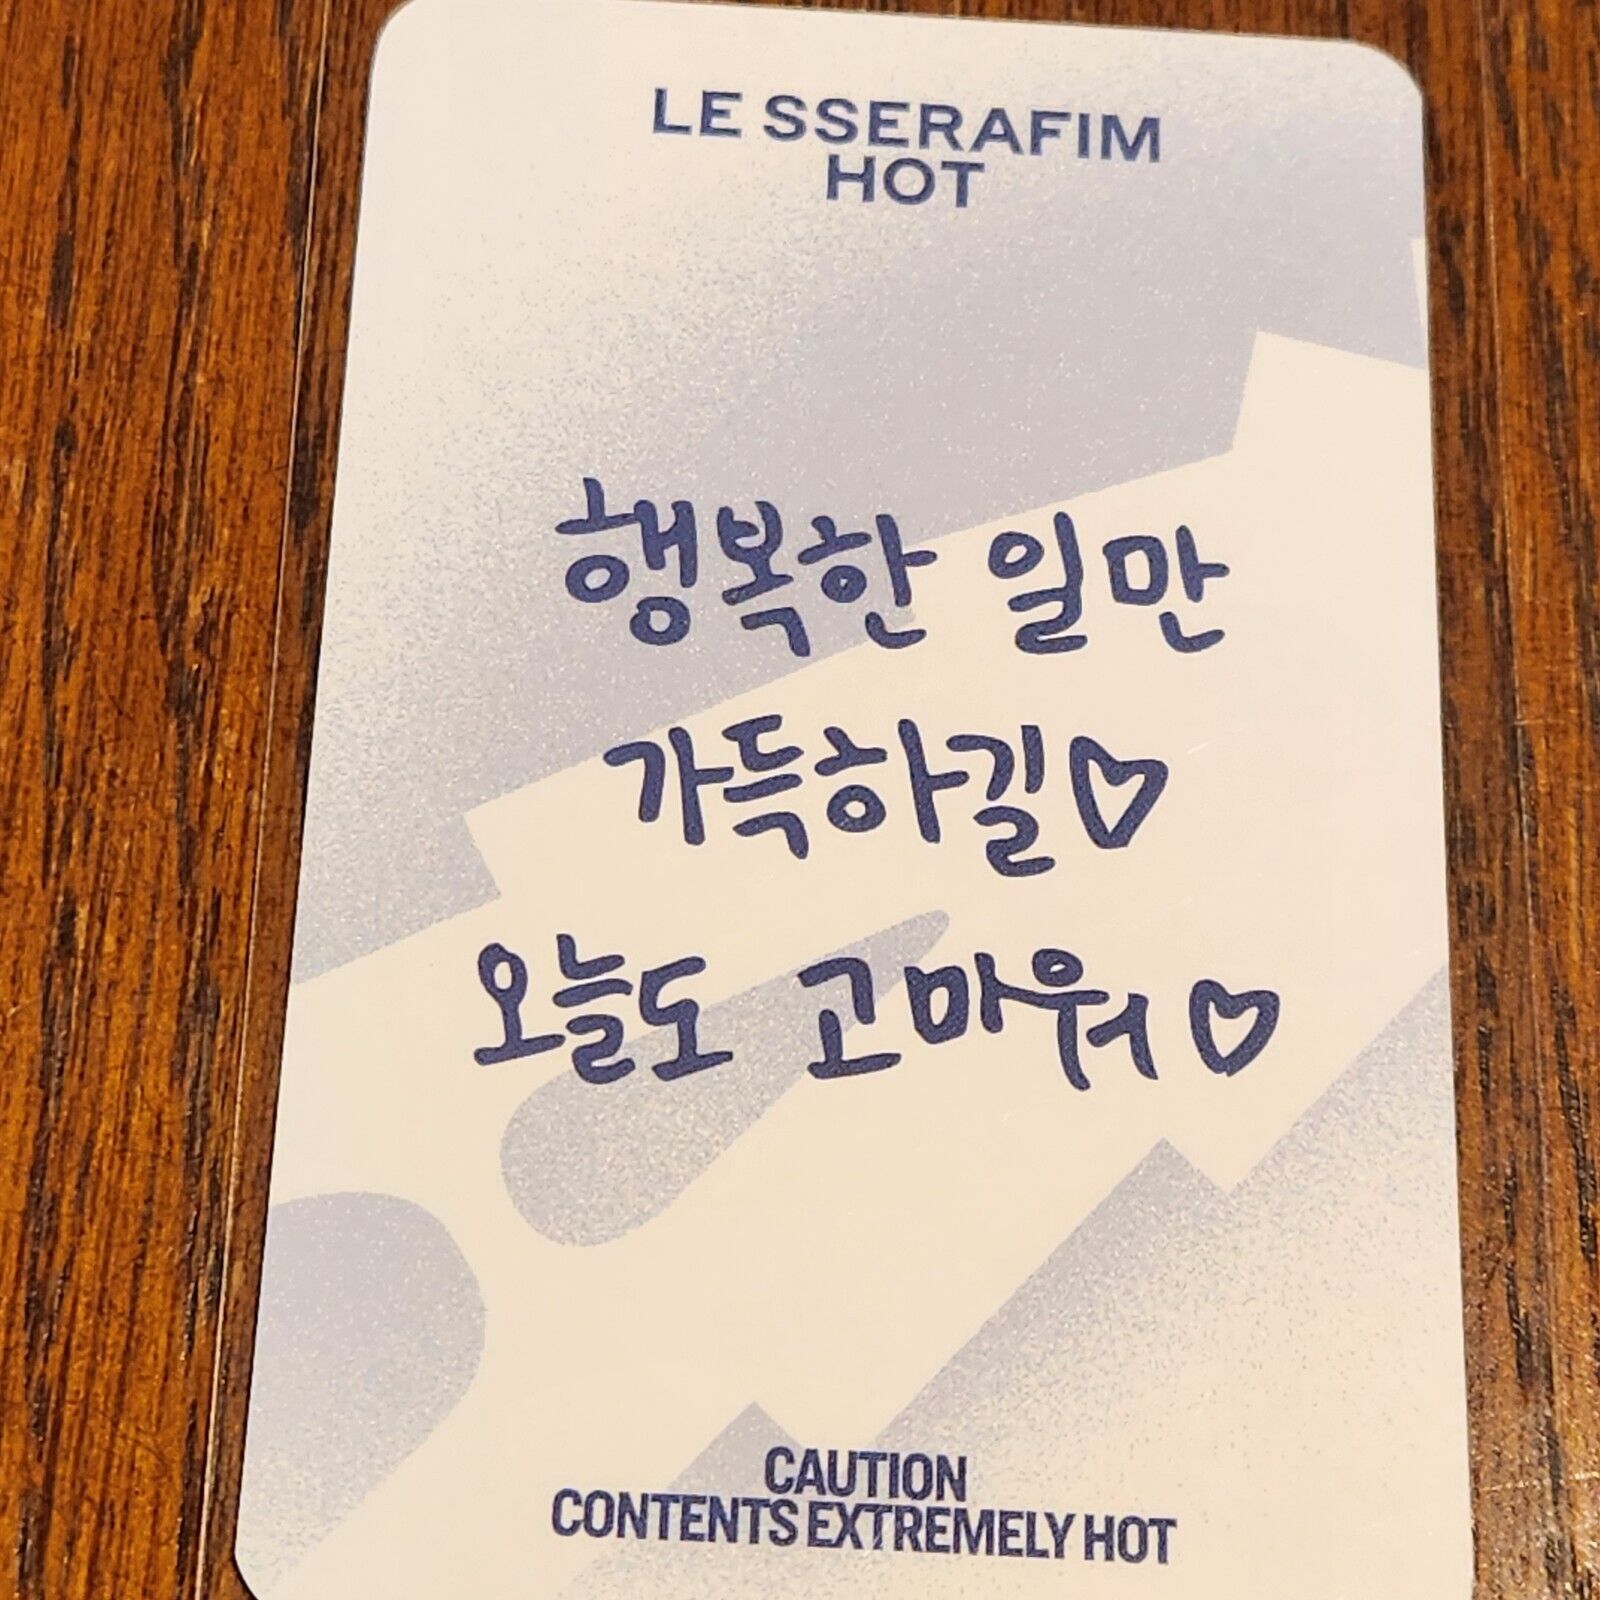 LE SSERAFIM
HOT
행복한 일만
가득하길♡
오늘도 고마워♡
CAUTION
CONTENTS EXTREMELY HOT